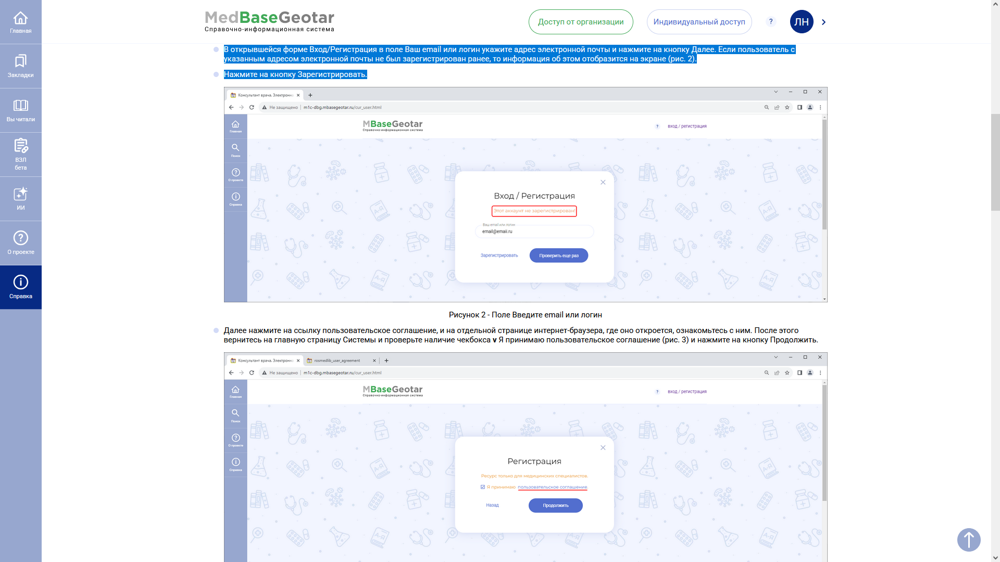 MedBaseGeotar
Справочно-информационная система
Доступ от организации
Индивидуальный доступ
?
ЛН
Главная
Закладки
Вы читали
ВЗЛ
бета
ИИ
О проекте
Справка
В открывшейся форме Вход/Регистрация в поле Ваш email или логин укажите адрес электронной почты и нажмите на кнопку Далее. Если пользователь с
указанным адресом электронной почты не был зарегистрирован ранее, то информация об этом отобразится на экране (рис. 2).
Нажмите на кнопку Зарегистрировать.
Консультант врача. Электронна
Не защищено | m1c-dbg.mbasegeotar.ru/cur_user.html
MBaseGeotar
Справочно-информационная система
?
вход / регистрация
Главная
Поиск
О проекте
Справка
Вход / Регистрация
Этот аккаунт не зарегистрирован!
Ваш email или логин
email@emaii.ru
Зарегистрировать
Проверить еще раз
Рисунок 2 - Поле Введите email или логин
Далее нажмите на ссылку пользовательское соглашение, и на отдельной странице интернет-браузера, где оно откроется, ознакомьтесь с ним. После этого
вернитесь на главную страницу Системы и проверьте наличие чекбокса v Я принимаю пользовательское соглашение (рис. 3) и нажмите на кнопку Продолжить.
Консультант врача. Электронна
rosmedlib_user_agreement
Не защищено | m1c-dbg.mbasegeotar.ru/cur_user.html
MBaseGeotar
Справочно-информационная система
?
вход / регистрация
Главная
Поиск
О проекте
Справка
Регистрация
Ресурс только для медицинских специалистов.
Я принимаю пользовательское соглашение.
Назад
Продолжить